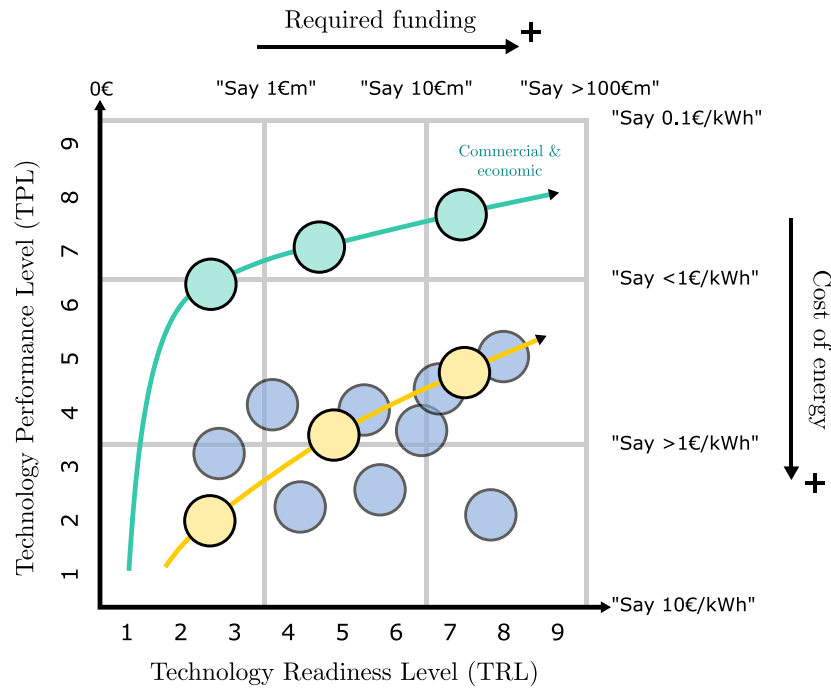 Required funding
+
0€ "Say 1€m" "Say 10€m" "Say >100€m"
"Say 0.1€/kWh"
Commercial &
economic
"Say <1€/kWh"
"Say >1€/kWh"
"Say 10€/kWh"
Cost of energy
+
Technology Performance Level (TPL)
9
8
7
6
5
4
3
2
1
1 2 3 4 5 6 7 8 9
Technology Readiness Level (TRL)